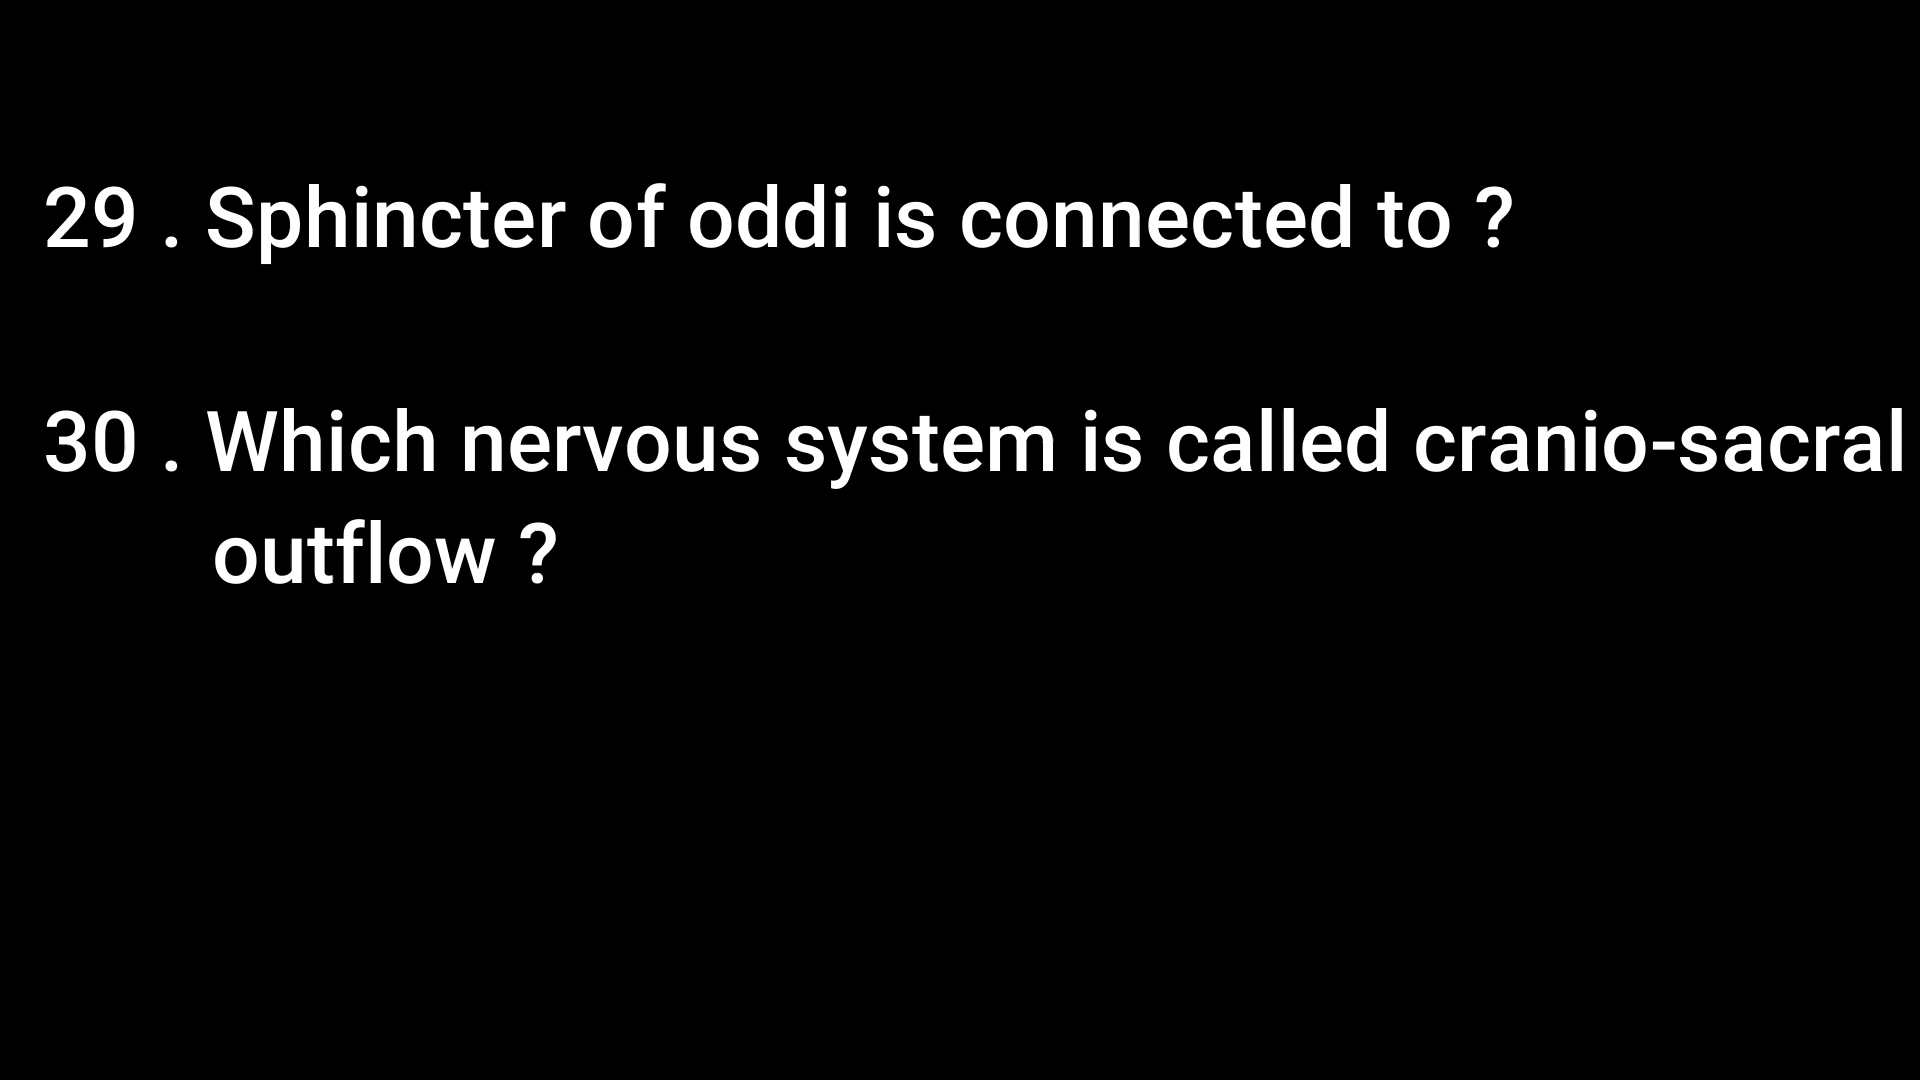 29 . Sphincter of oddi is connected to ?
30 . Which nervous system is called cranio-sacral
outflow ?